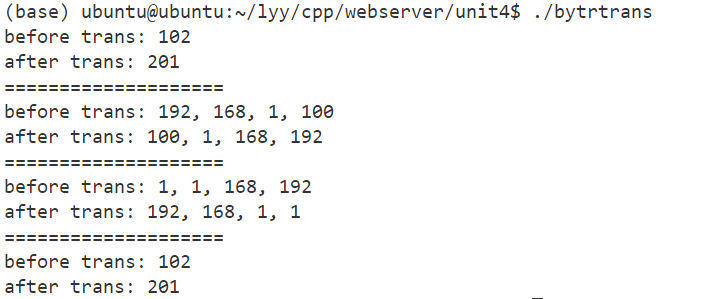 (base) ubuntu@ubuntu:~/lyy/cpp/webserver/unit4$ ./bytrtrans
before trans: 102
after trans: 201
====================
before trans: 192, 168, 1, 100
after trans: 100, 1, 168, 192
====================
before trans: 1, 1, 168, 192
after trans: 192, 168, 1, 1
====================
before trans: 102
after trans: 201